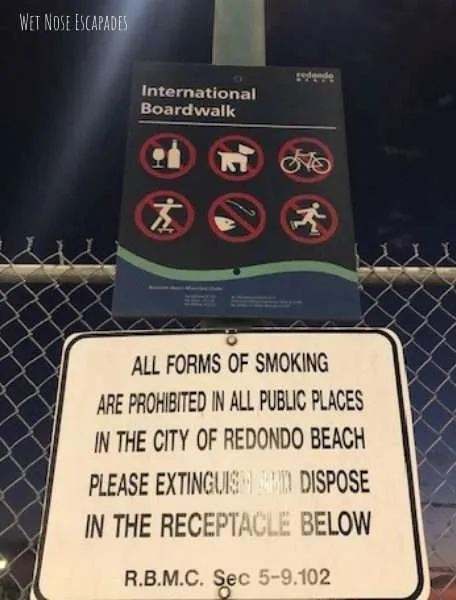 Wet Nose Escapades
redondo
BEACH
International
Boardwalk
ALL FORMS OF SMOKING
ARE PROHIBITED IN ALL PUBLIC PLACES
IN THE CITY OF REDONDO BEACH
PLEASE EXTINGUISH AND DISPOSE
IN THE RECEPTACLE BELOW
R.B.M.C. Sec 5-9.102